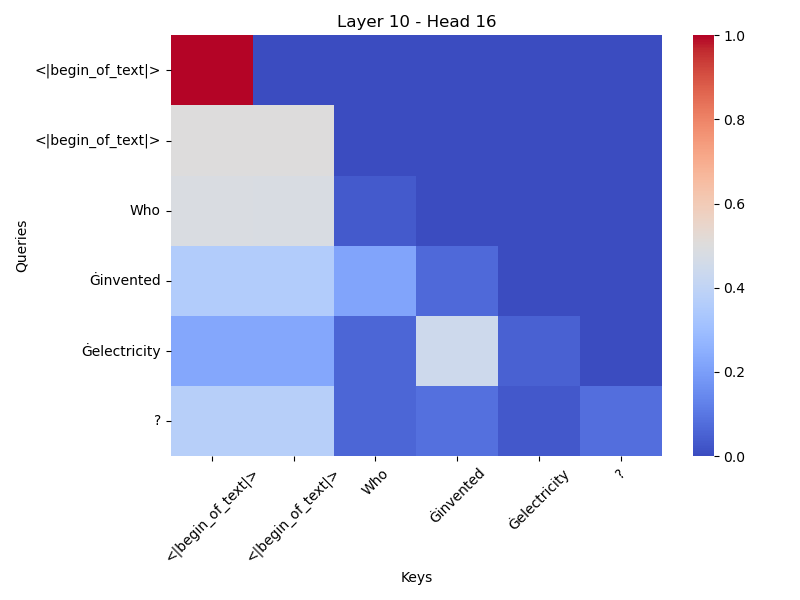 Layer 10 - Head 16
<|begin_of_text|>
<|begin_of_text|>
Who
Ġinvented
Ġelectricity
?
Queries
<|begin_of_text|>
<|begin_of_text|>
Who
Ġinvented
Ġelectricity
?
Keys
1.0
0.8
0.6
0.4
0.2
0.0